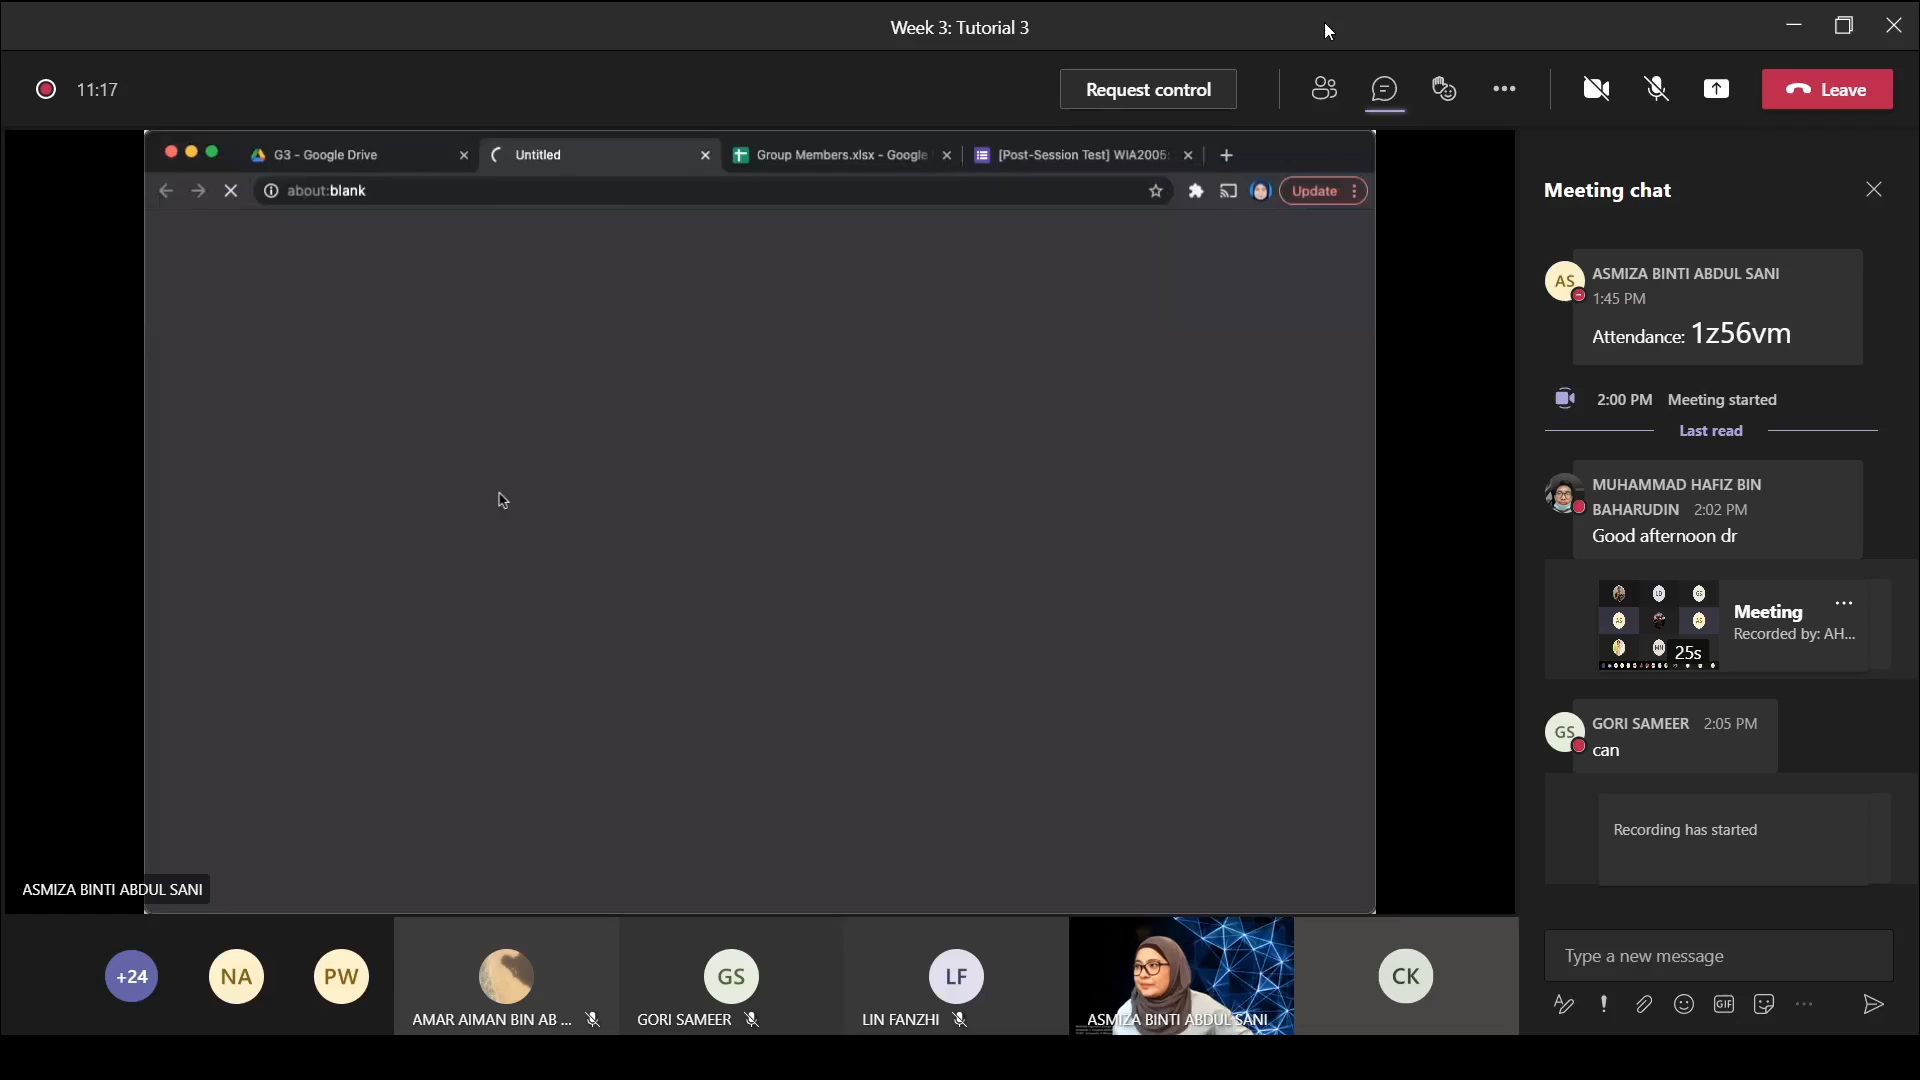 Week 3: Tutorial 3
11:17
Request control
Leave
G3 - Google Drive
Untitled
Group Members.xlsx - Google
[Post-Session Test] WIA2005:
about:blank
Update
Meeting chat
AS
ASMIZA BINTI ABDUL SANI
1:45 PM
Attendance: 1z56vm
2:00 PM Meeting started
Last read
MUHAMMAD HAFIZ BIN
BAHARUDIN 2:02 PM
Good afternoon dr
Meeting
Recorded by: AH...
25s
GS
GORI SAMEER 2:05 PM
can
Recording has started
ASMIZA BINTI ABDUL SANI
+24
NA
PW
AMAR AIMAN BIN AB ...
GS
GORI SAMEER
LF
LIN FANZHI
ASMIZA BINTI ABDUL SANI
CK
Type a new message
GIF